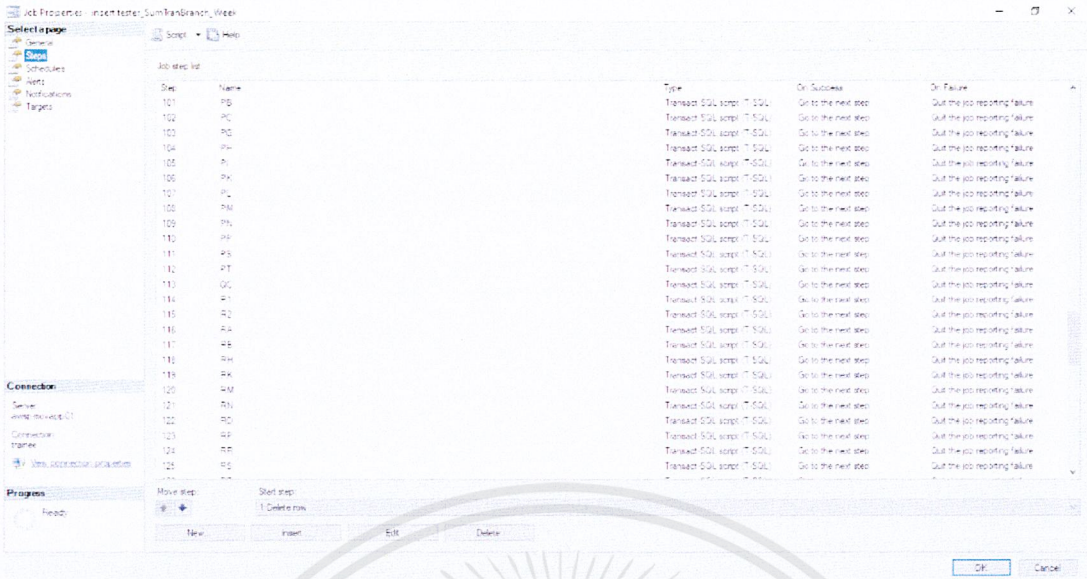 Job Properties - insert tester_SumTranBranch_Week
Select a page
General
Steps
Schedules
Alerts
Notifications
Targets
Script Help
Job step list:
Step Name Type On Success On Failure
101 PB Transact-SQL script (T-SQL) Go to the next step Quit the job reporting failure
102 PC Transact-SQL script (T-SQL) Go to the next step Quit the job reporting failure
103 Transact-SQL script (T-SQL) Go to the next step Quit the job reporting failure
104 PH Transact-SQL script (T-SQL) Go to the next step Quit the job reporting failure
105 Transact-SQL script (T-SQL) Go to the next step Quit the job reporting failure
106 PK Transact-SQL script (T-SQL) Go to the next step Quit the job reporting failure
107 PL Transact-SQL script (T-SQL) Go to the next step Quit the job reporting failure
108 PM Transact-SQL script (T-SQL) Go to the next step Quit the job reporting failure
109 PN Transact-SQL script (T-SQL) Go to the next step Quit the job reporting failure
110 PP Transact-SQL script (T-SQL) Go to the next step Quit the job reporting failure
111 PS Transact-SQL script (T-SQL) Go to the next step Quit the job reporting failure
112 PT Transact-SQL script (T-SQL) Go to the next step Quit the job reporting failure
113 Transact-SQL script (T-SQL) Go to the next step Quit the job reporting failure
114 R1 Transact-SQL script (T-SQL) Go to the next step Quit the job reporting failure
115 R2 Transact-SQL script (T-SQL) Go to the next step Quit the job reporting failure
116 RA Transact-SQL script (T-SQL) Go to the next step Quit the job reporting failure
117 RB Transact-SQL script (T-SQL) Go to the next step Quit the job reporting failure
118 RH Transact-SQL script (T-SQL) Go to the next step Quit the job reporting failure
119 RK Transact-SQL script (T-SQL) Go to the next step Quit the job reporting failure
120 RM Transact-SQL script (T-SQL) Go to the next step Quit the job reporting failure
121 RN Transact-SQL script (T-SQL) Go to the next step Quit the job reporting failure
122 RO Transact-SQL script (T-SQL) Go to the next step Quit the job reporting failure
123 RP Transact-SQL script (T-SQL) Go to the next step Quit the job reporting failure
124 RR Transact-SQL script (T-SQL) Go to the next step Quit the job reporting failure
125 RS Transact-SQL script (T-SQL) Go to the next step Quit the job reporting failure
Connection
Server:
Connection:
trainee
View connection properties
Progress
Ready
Move step:
Start step:
1:Delete row
New... Insert... Edit Delete
OK Cancel